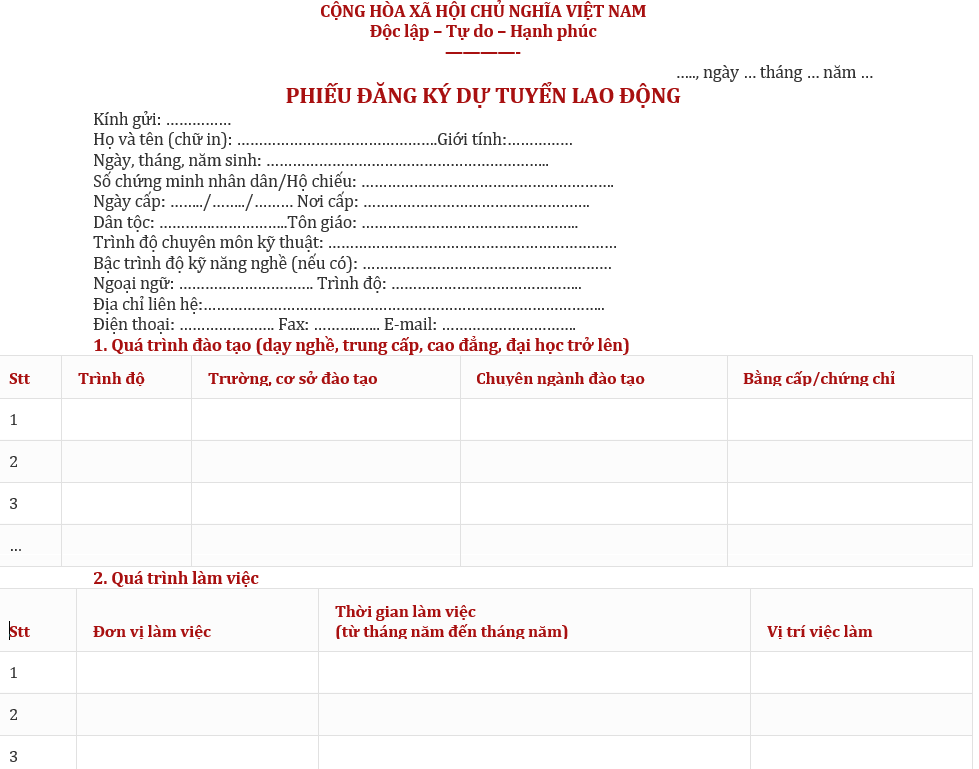 CỘNG HÒA XÃ HỘI CHỦ NGHĨA VIỆT NAM
Độc lập – Tự do – Hạnh phúc
————-
….., ngày … tháng … năm …
PHIẾU ĐĂNG KÝ DỰ TUYỂN LAO ĐỘNG
Kính gửi: ……………
Họ và tên (chữ in): ……………………………………….Giới tính:……………
Ngày, tháng, năm sinh: ………………………………………………………..
Số chứng minh nhân dân/Hộ chiếu: ………………………………………………….
Ngày cấp: ……../……../……… Nơi cấp: …………………………………………….
Dân tộc: ………………………..Tôn giáo: …………………………………………..
Trình độ chuyên môn kỹ thuật: …………………………………………………………
Bậc trình độ kỹ năng nghề (nếu có): …………………………………………………
Ngoại ngữ: …………………………. Trình độ: ……………………………………..
Địa chỉ liên hệ:………………………………………………………………………………..
Điện thoại: …………………. Fax: ……………. E-mail: ………………………….
1. Quá trình đào tạo (dạy nghề, trung cấp, cao đẳng, đại học trở lên)
Stt Trình độ Trường, cơ sở đào tạo Chuyên ngành đào tạo Bằng cấp/chứng chỉ
1
2
3
…
2. Quá trình làm việc
Thời gian làm việc
Stt Đơn vị làm việc (từ tháng năm đến tháng năm) Vị trí việc làm
1
2
3